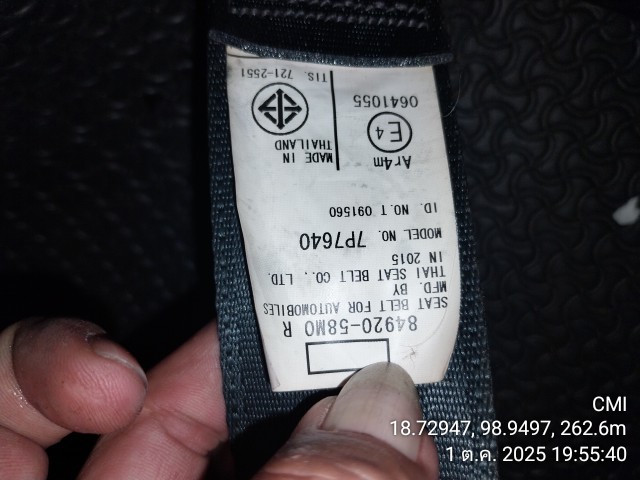 84920-58M0 R
SEAT BELT FOR AUTOMOBILES
MFD. BY
THAI SEAT BELT CO., LTD.
IN 2015
MODEL NO. 7P7640
ID. NO.T 091560
Ar4m
E4
0641055
MADE IN
THAILAND
TIS. 721-2551
CMI
18.72947, 98.9497, 262.6m
1 ต.ค. 2025 19:55:40